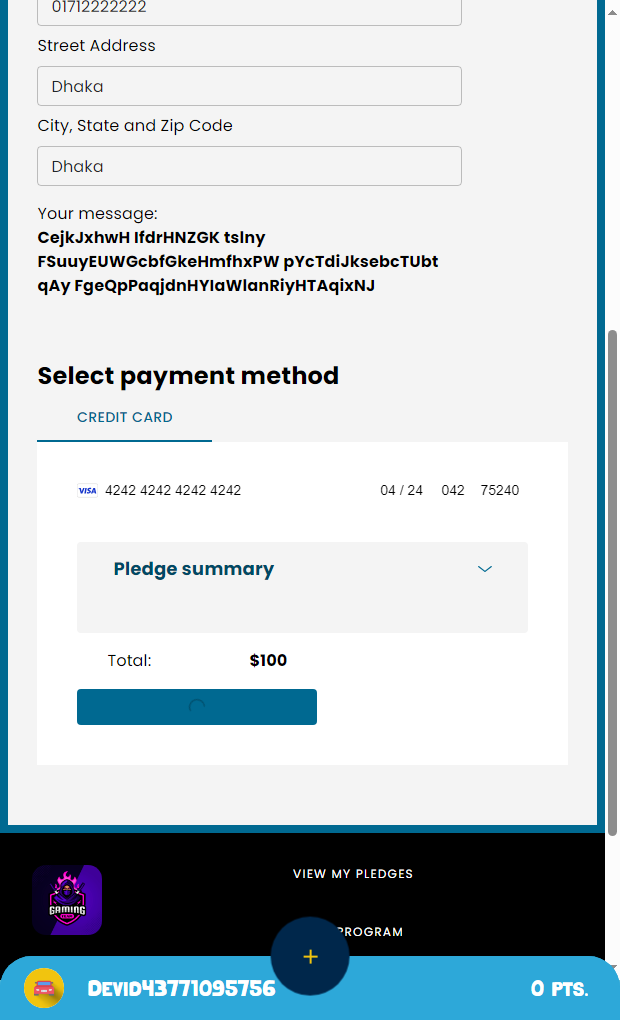 01712222222
Street Address
Dhaka
City, State and Zip Code
Dhaka
Your message:
CejkJxhwH IfdrHNZGK tslny
FSuuyEUWGcbfGkeHmfhxPW pYcTdiJksebcTUbt
qAy FgeQpPaqjdnHYIaWlanRiyHTAqixNJ
Select payment method
CREDIT CARD
VISA 4242 4242 4242 4242 04 / 24 042 75240
Pledge summary
Total: $100
VIEW MY PLEDGES
GAMING
PROGRAM
+
Devid43771095756 0 PTS.